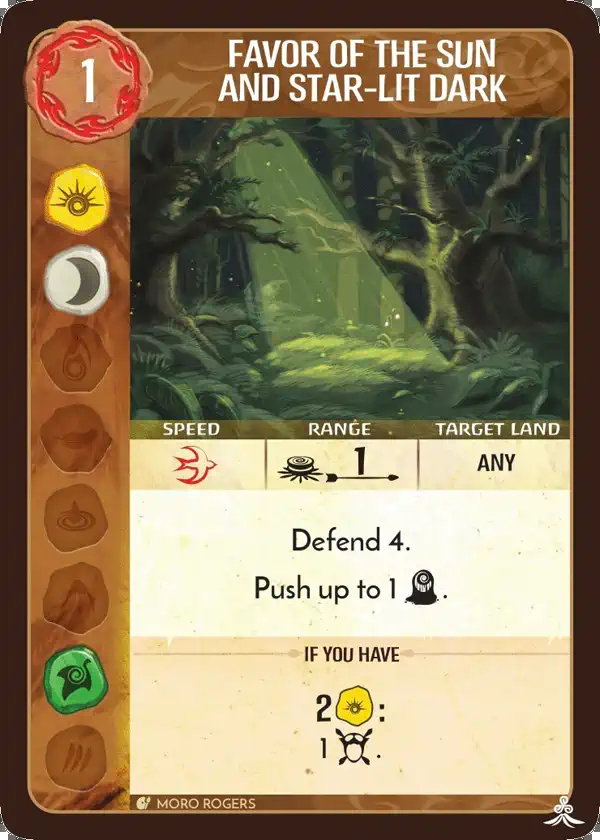 1
FAVOR OF THE SUN
AND STAR-LIT DARK
SPEED RANGE TARGET LAND
1 ANY
Defend 4.
Push up to 1 .
IF YOU HAVE
2 :
1 .
MORO ROGERS